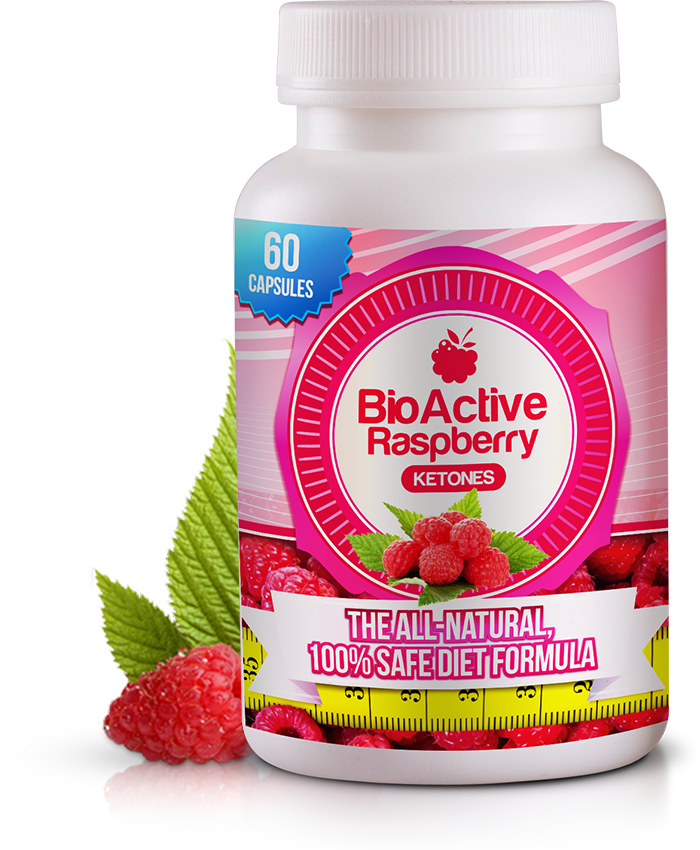 60
CAPSULES
BioActive
Raspberry
KETONES
THE ALL-NATURAL,
100% SAFE DIET FORMULA